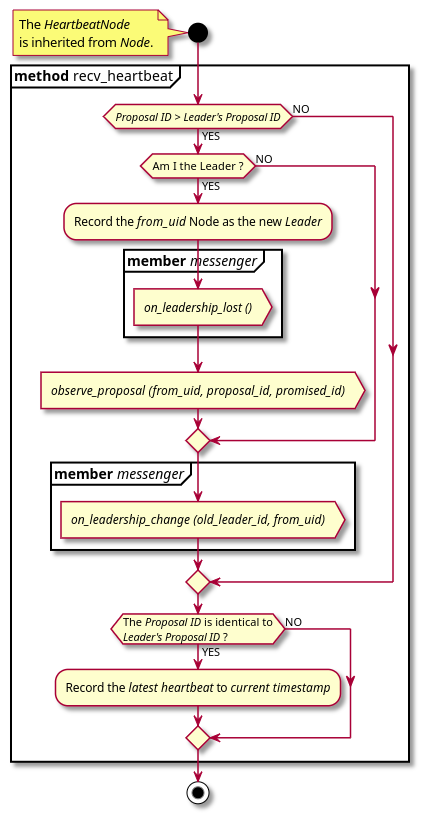 The HeartbeatNode
is inherited from Node.
method recv_heartbeat
Proposal ID > Leader's Proposal ID
NO
YES
Am I the Leader ?
NO
YES
Record the from_uid Node as the new Leader
member messenger
on_leadership_lost ()
observe_proposal (from_uid, proposal_id, promised_id)
member messenger
on_leadership_change (old_leader_id, from_uid)
The Proposal ID is identical to
Leader's Proposal ID ?
NO
YES
Record the latest heartbeat to current timestamp